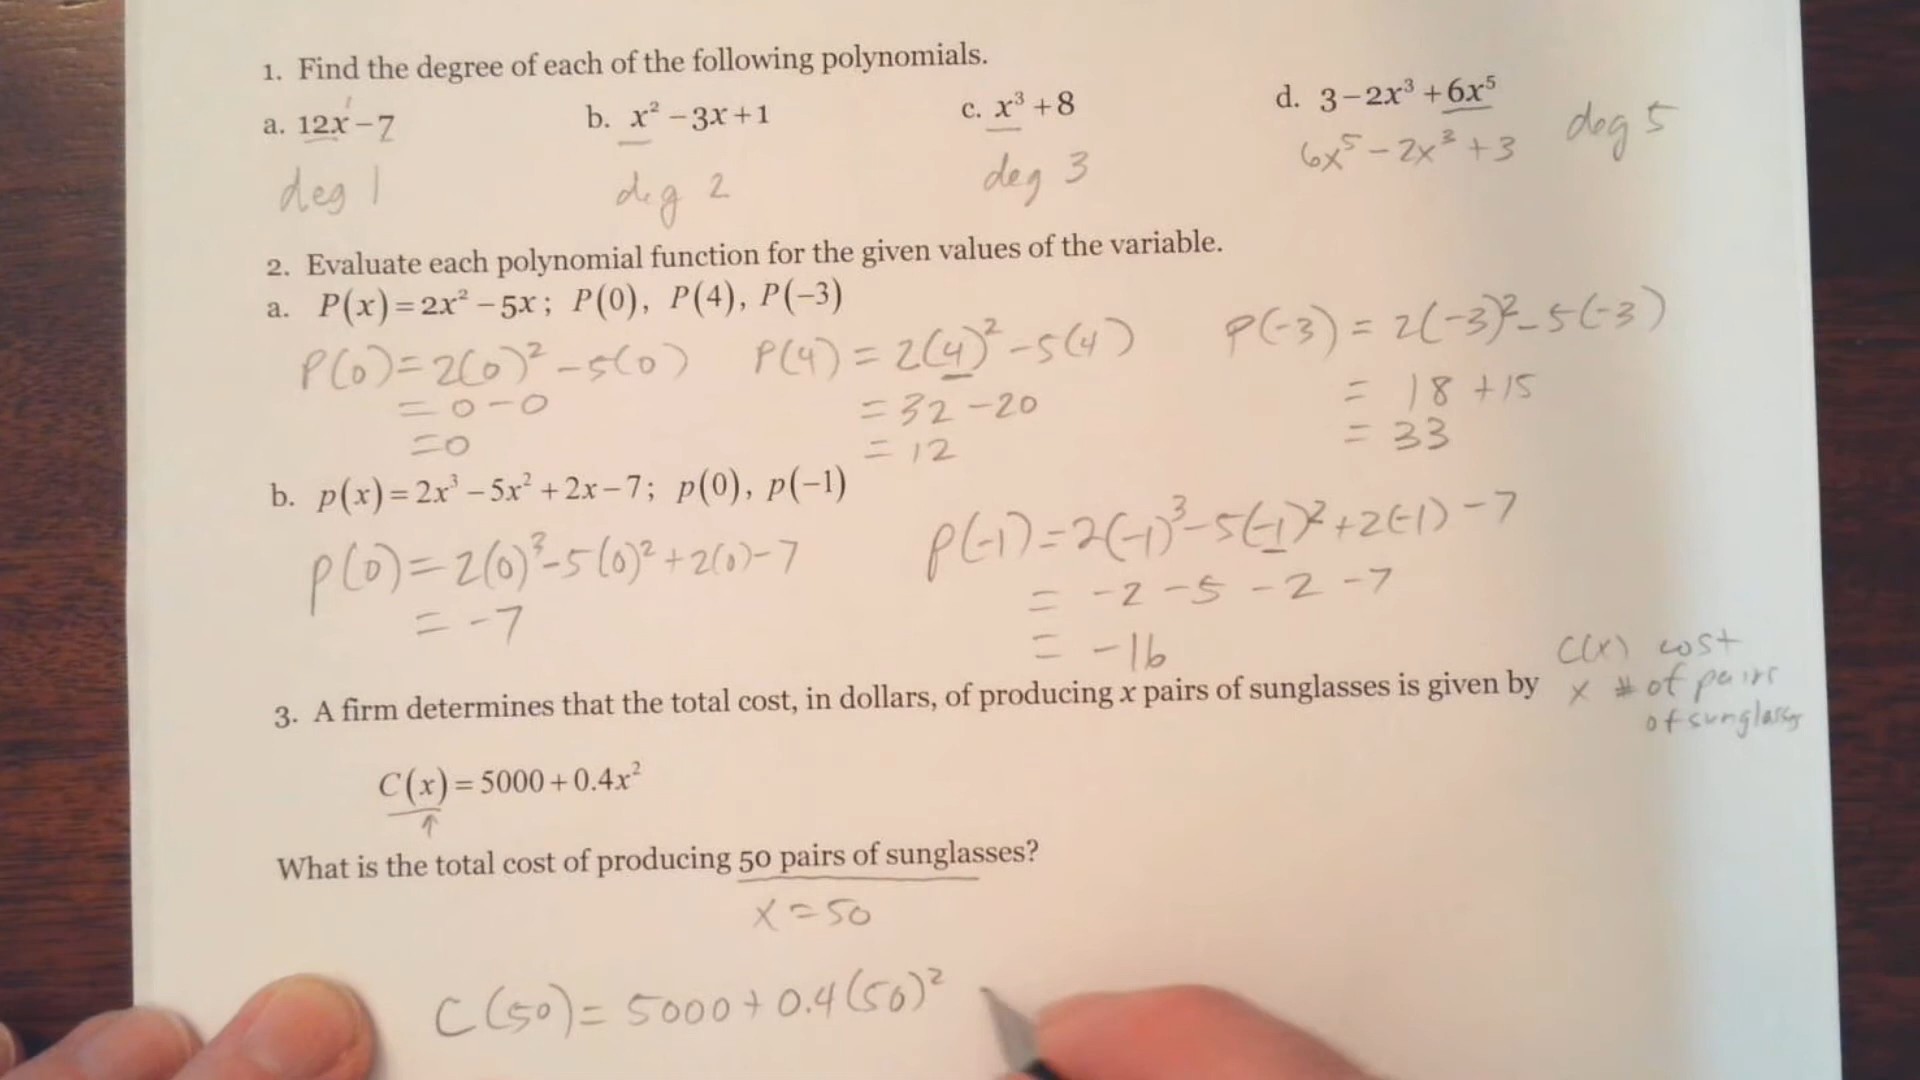 1. Find the degree of each of the following polynomials.
a. 12x¹ − 7 b. x² − 3x + 1 c. x³ + 8 d. 3 − 2x³ + 6x⁵
deg 1 deg 2 deg 3 6x⁵ − 2x³ + 3 deg 5
2. Evaluate each polynomial function for the given values of the variable.
a. P(x) = 2x² − 5x; P(0), P(4), P(−3)
P(0) = 2(0)² − 5(0) P(4) = 2(4)² − 5(4) P(-3) = 2(-3)² − 5(-3)
= 0 − 0 = 32 − 20 = 18 + 15
= 0 = 12 = 33
b. p(x) = 2x³ − 5x² + 2x − 7; p(0), p(−1)
p(0) = 2(0)³ − 5(0)² + 2(0) − 7 p(-1) = 2(-1)³ − 5(-1)² + 2(-1) − 7
= -7 = -2 − 5 − 2 − 7
= -16
C(x) cost
3. A firm determines that the total cost, in dollars, of producing x pairs of sunglasses is given by x # of pairs
of sunglasses
C(x) = 5000 + 0.4x²
What is the total cost of producing 50 pairs of sunglasses?
x = 50
C(50) = 5000 + 0.4(50)²